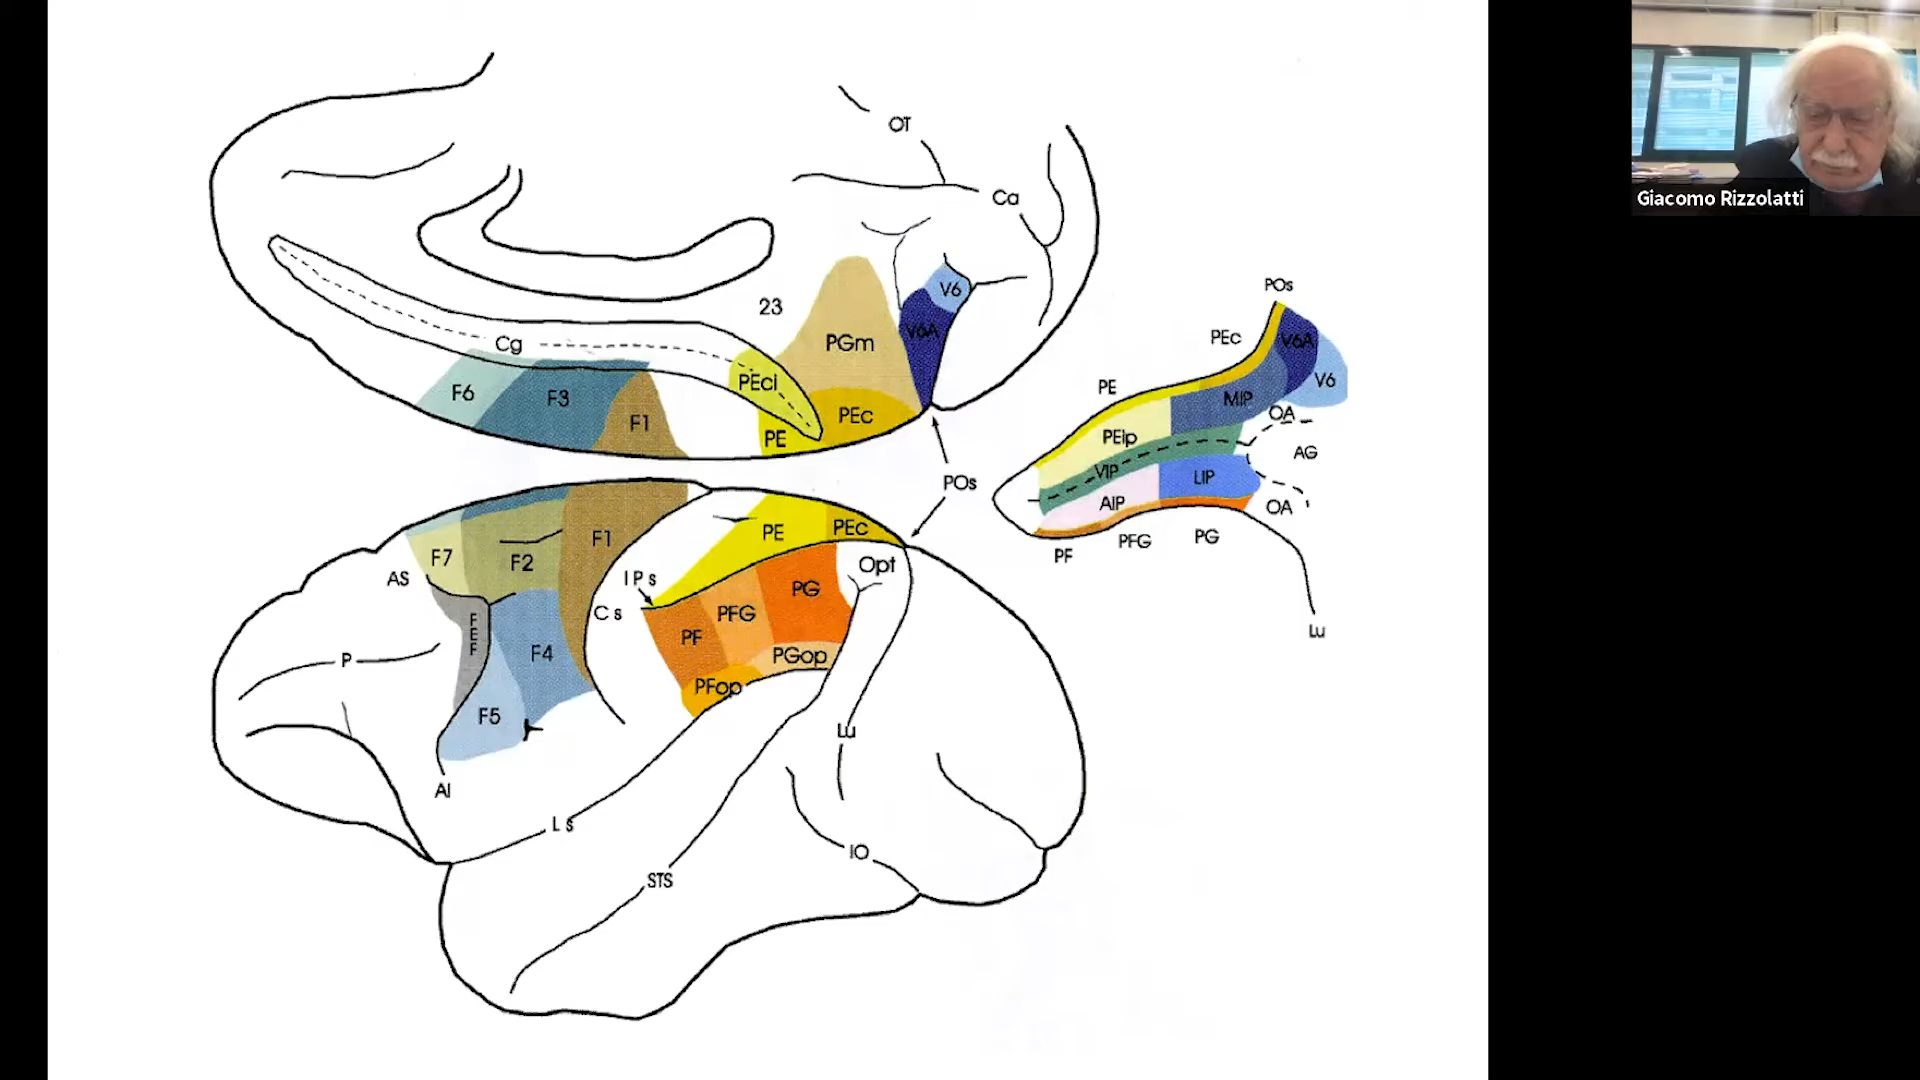 OT
Ca
23
V6
V6A
PGm
Cg
PEci
F6
F3
F1
PEc
PE
POs
POs
PEc
V6A
V6
PE
MIP
OA
PEip
AG
VIP
LIP
AIP
OA
PF
PFG
PG
Lu
F7
F2
F1
PE
PEc
AS
IPs
Opt
Cs
PG
FEF
PFG
PF
F4
P
PGop
PFop
F5
Lu
AI
Ls
IO
STS
Giacomo Rizzolatti